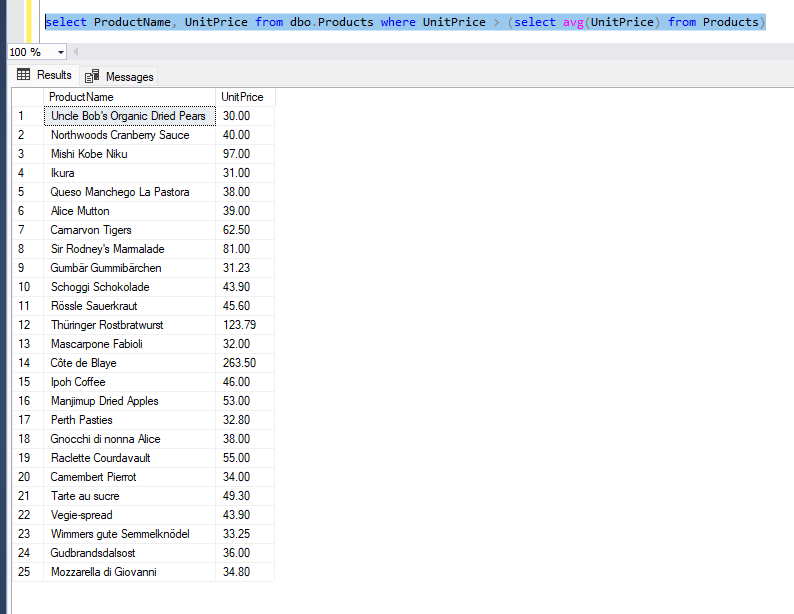 select ProductName, UnitPrice from dbo.Products where UnitPrice > (select avg(UnitPrice) from Products)
100 %
Results Messages
ProductName UnitPrice
1 Uncle Bob's Organic Dried Pears 30.00
2 Northwoods Cranberry Sauce 40.00
3 Mishi Kobe Niku 97.00
4 Ikura 31.00
5 Queso Manchego La Pastora 38.00
6 Alice Mutton 39.00
7 Carnarvon Tigers 62.50
8 Sir Rodney's Marmalade 81.00
9 Gumbär Gummibärchen 31.23
10 Schoggi Schokolade 43.90
11 Rössle Sauerkraut 45.60
12 Thüringer Rostbratwurst 123.79
13 Mascarpone Fabioli 32.00
14 Côte de Blaye 263.50
15 Ipoh Coffee 46.00
16 Manjimup Dried Apples 53.00
17 Perth Pasties 32.80
18 Gnocchi di nonna Alice 38.00
19 Raclette Courdavault 55.00
20 Camembert Pierrot 34.00
21 Tarte au sucre 49.30
22 Vegie-spread 43.90
23 Wimmers gute Semmelknödel 33.25
24 Gudbrandsdalsost 36.00
25 Mozzarella di Giovanni 34.80